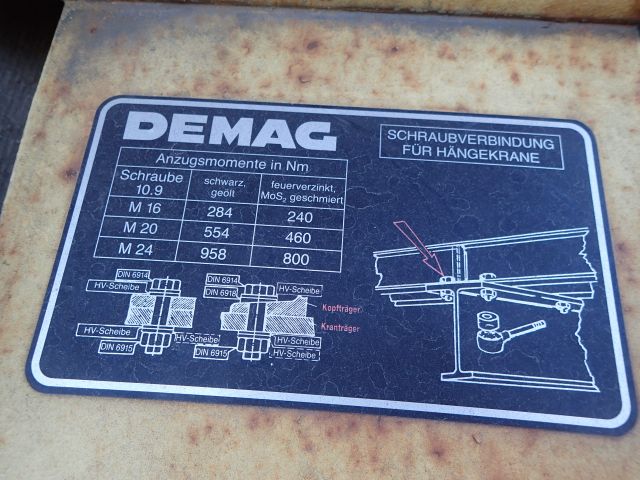 DEMAG
SCHRAUBVERBINDUNG
FÜR HÄNGEKRANE
Anzugsmomente in Nm
Schraube 10.9 schwarz, geölt feuerverzinkt, MoS₂ geschmiert
M 16 284 240
M 20 554 460
M 24 958 800
DIN 6914
HV-Scheibe
HV-Scheibe
DIN 6915
HV-Scheibe
DIN 6914
DIN 6918
HV-Scheibe
DIN 6915
HV-Scheibe
HV-Scheibe
Kopfträger
Kranträger